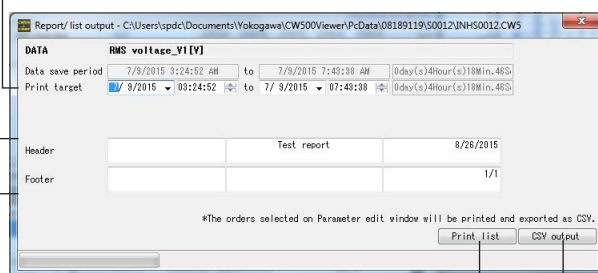 Report/ list output - C:\Users\spdc\Documents\Yokogawa\CW500Viewer\PcData\08189119\S0012\INHS0012.CW5
DATA RMS voltage_V1[V]
Data save period 7/9/2015 3:24:52 AM to 7/9/2015 7:43:38 AM 0day(s)4Hour(s)18Min.46S
Print target 7/ 9/2015 03:24:52 to 7/ 9/2015 07:43:38 0day(s)4Hour(s)18Min.46S
Header Test report 8/26/2015
Footer 1/1
*The orders selected on Parameter edit window will be printed and exported as CSV.
Print list CSV output